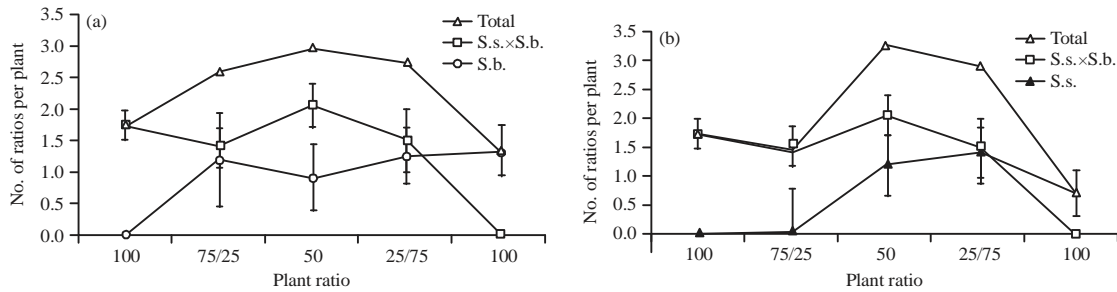 (a)
Total
S.s.×S.b.
S.b.
No. of ratios per plant
3.5
3.0
2.5
2.0
1.5
1.0
0.5
0.0
100
75/25
50
25/75
100
Plant ratio
(b)
Total
S.s.×S.b.
S.s.
No. of ratios per plant
3.5
3.0
2.5
2.0
1.5
1.0
0.5
0.0
100
75/25
50
25/75
100
Plant ratio